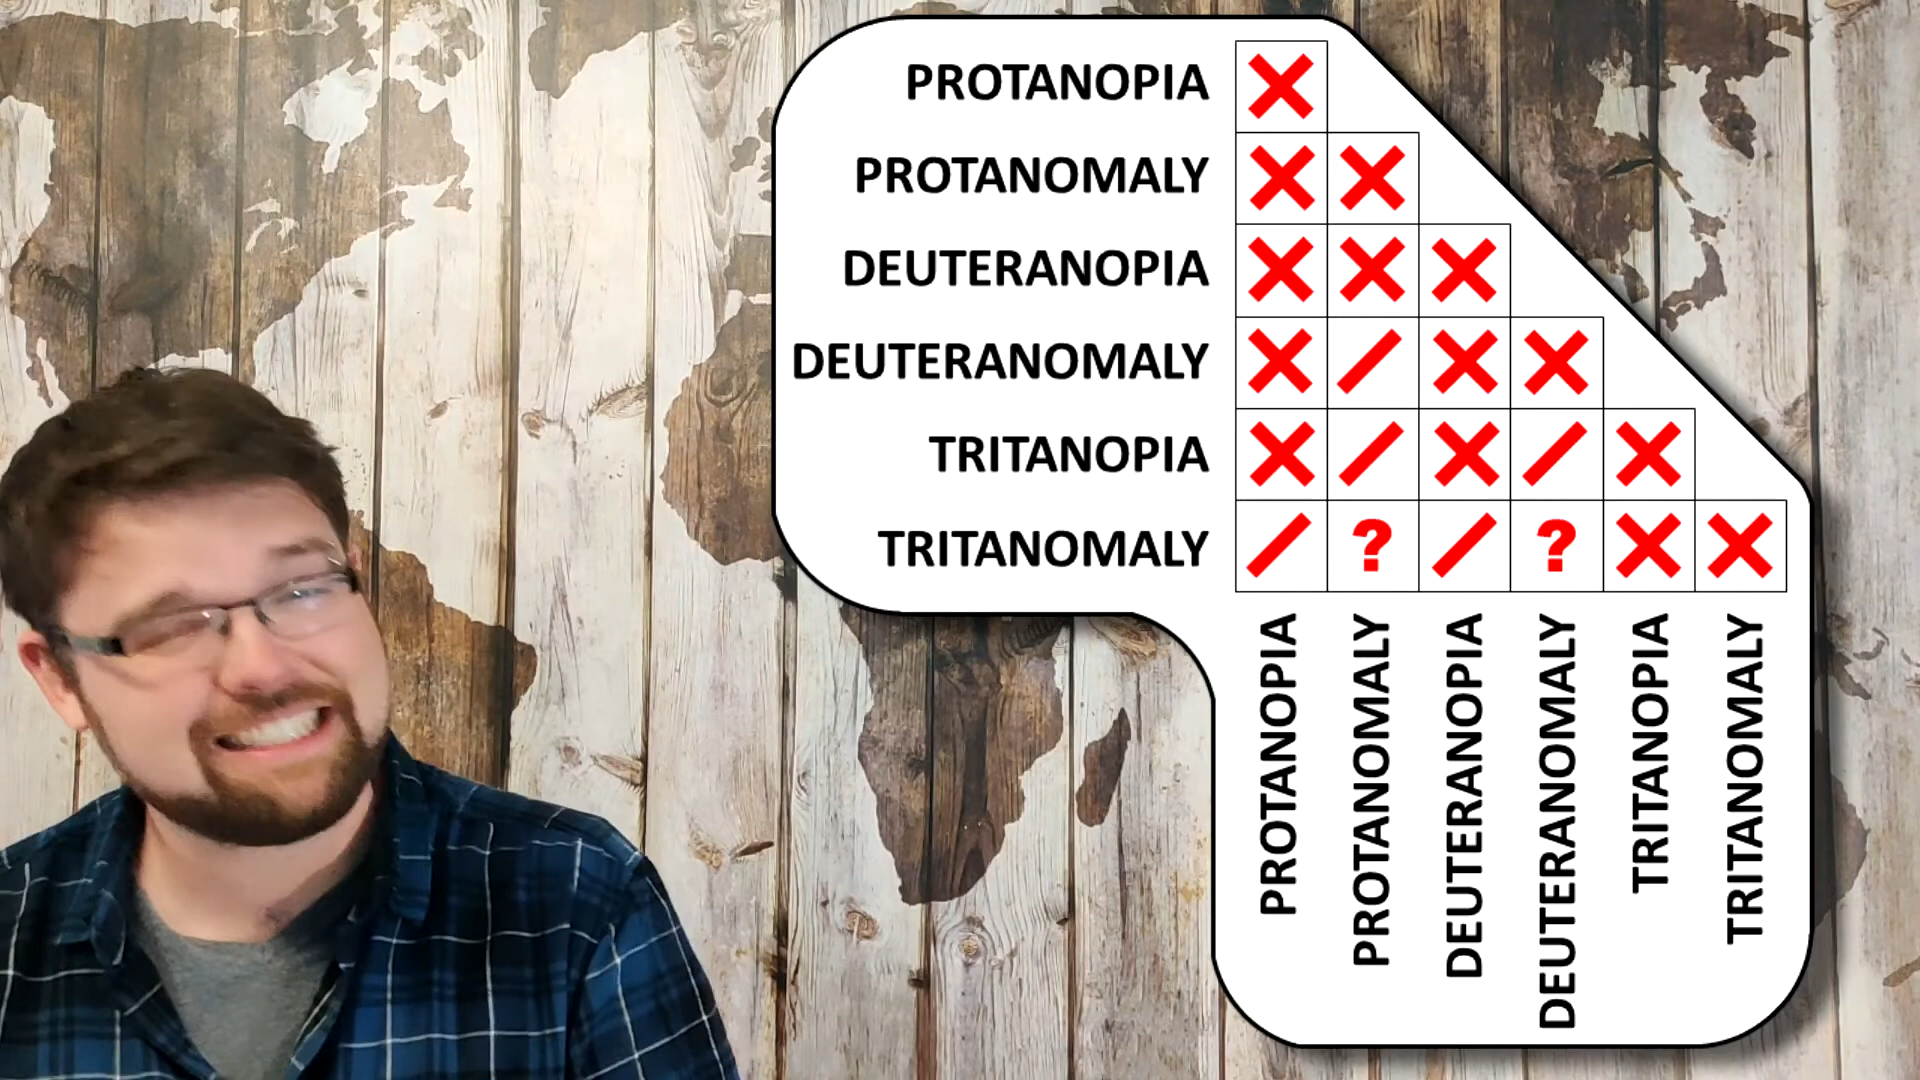 PROTANOPIA
PROTANOMALY
DEUTERANOPIA
DEUTERANOMALY
TRITANOPIA
TRITANOMALY
? ?
PROTANOPIA
PROTANOMALY
DEUTERANOPIA
DEUTERANOMALY
TRITANOPIA
TRITANOMALY